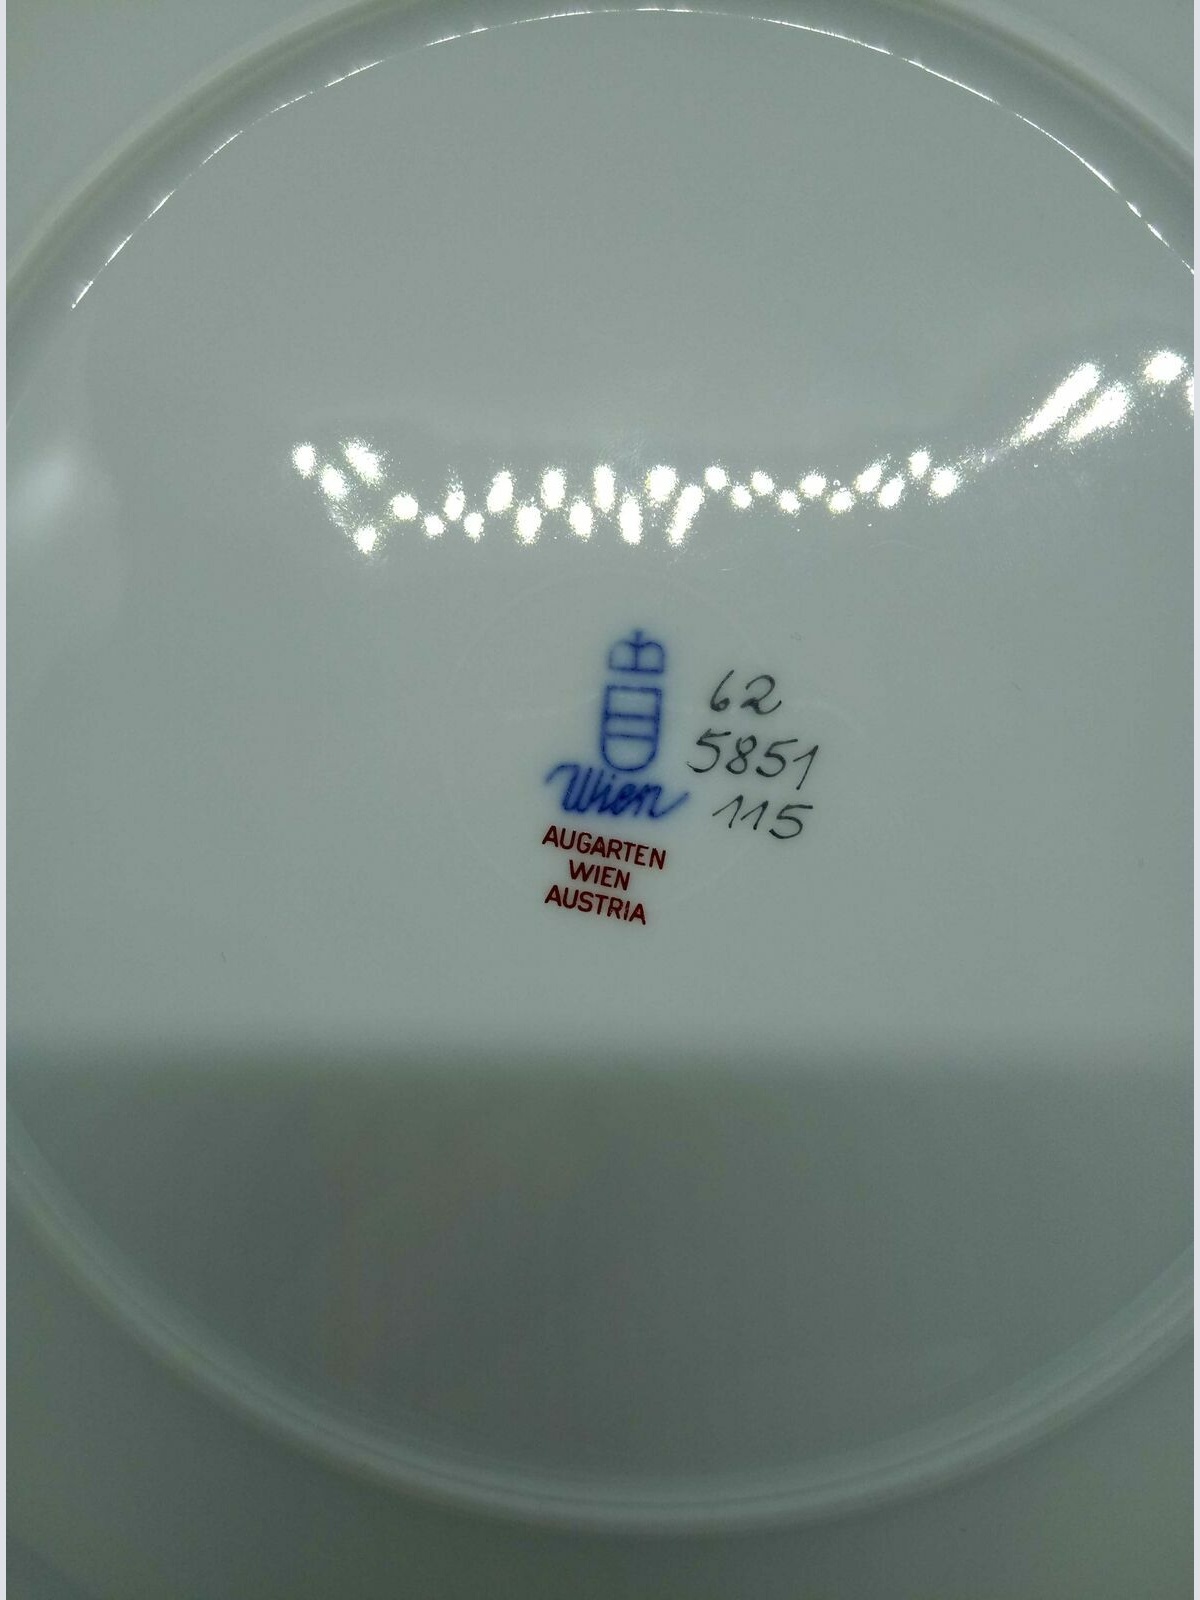 Wien
AUGARTEN
WIEN
AUSTRIA
62
5851
115